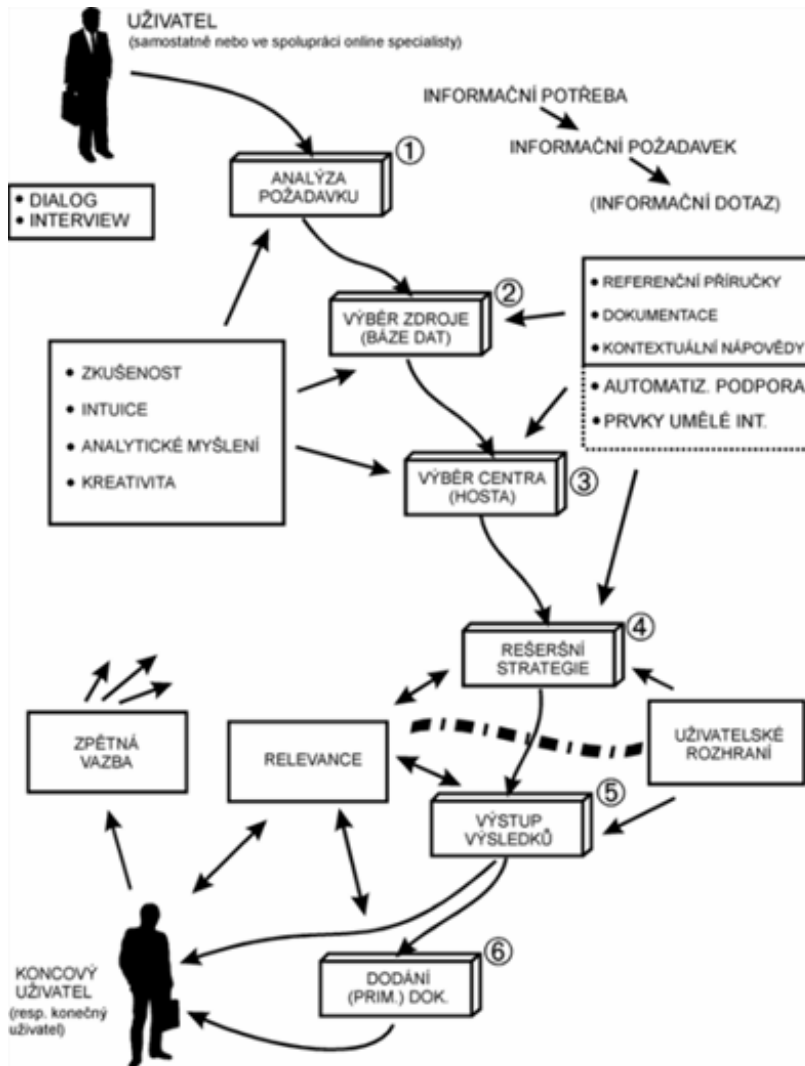 UŽIVATEL
(samostatně nebo ve spolupráci online specialisty)
INFORMAČNÍ POTŘEBA
INFORMAČNÍ POŽADAVEK
(INFORMAČNÍ DOTAZ)
①
ANALÝZA
POŽADAVKU
• DIALOG
• INTERVIEW
②
VÝBĚR ZDROJE
(BÁZE DAT)
• REFERENČNÍ PŘÍRUČKY
• DOKUMENTACE
• KONTEXTUÁLNÍ NÁPOVĚDY
• AUTOMATIZ. PODPORA
• PRVKY UMĚLÉ INT.
• ZKUŠENOST
• INTUICE
• ANALYTICKÉ MYŠLENÍ
• KREATIVITA
③
VÝBĚR CENTRA
(HOSTA)
④
REŠERŠNÍ
STRATEGIE
ZPĚTNÁ
VAZBA
RELEVANCE
UŽIVATELSKÉ
ROZHRANÍ
⑤
VÝSTUP
VÝSLEDKŮ
⑥
DODÁNÍ
(PRIM.) DOK.
KONCOVÝ
UŽIVATEL
(resp. konečný
uživatel)